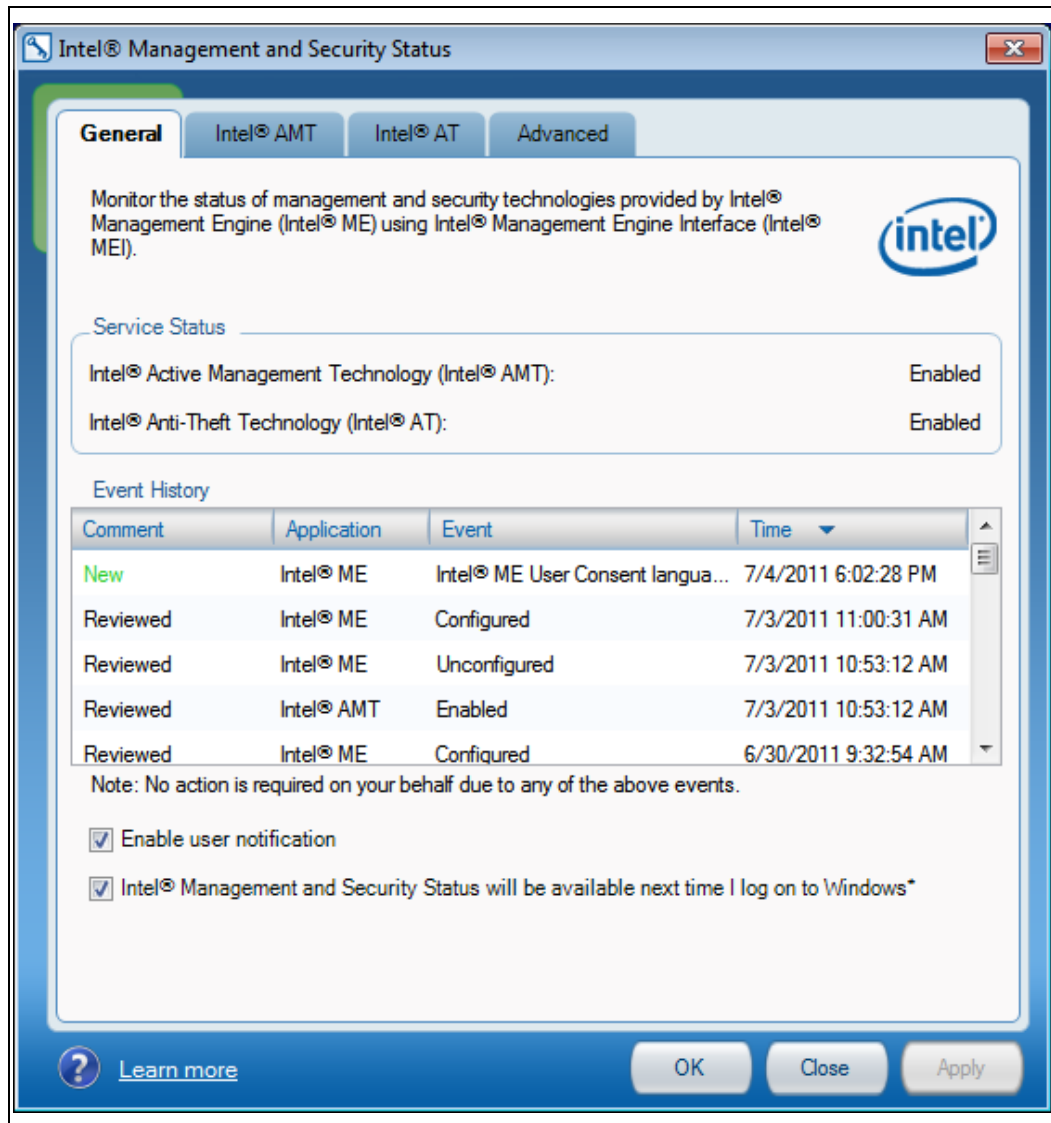 Intel® Management and Security Status
General Intel® AMT Intel® AT Advanced
Monitor the status of management and security technologies provided by Intel®
Management Engine (Intel® ME) using Intel® Management Engine Interface (Intel®
MEI).
intel
Service Status
Intel® Active Management Technology (Intel® AMT): Enabled
Intel® Anti-Theft Technology (Intel® AT): Enabled
Event History
Comment Application Event Time
New Intel® ME Intel® ME User Consent langua... 7/4/2011 6:02:28 PM
Reviewed Intel® ME Configured 7/3/2011 11:00:31 AM
Reviewed Intel® ME Unconfigured 7/3/2011 10:53:12 AM
Reviewed Intel® AMT Enabled 7/3/2011 10:53:12 AM
Reviewed Intel® ME Configured 6/30/2011 9:32:54 AM
Note: No action is required on your behalf due to any of the above events.
Enable user notification
Intel® Management and Security Status will be available next time I log on to Windows*
? Learn more OK Close Apply